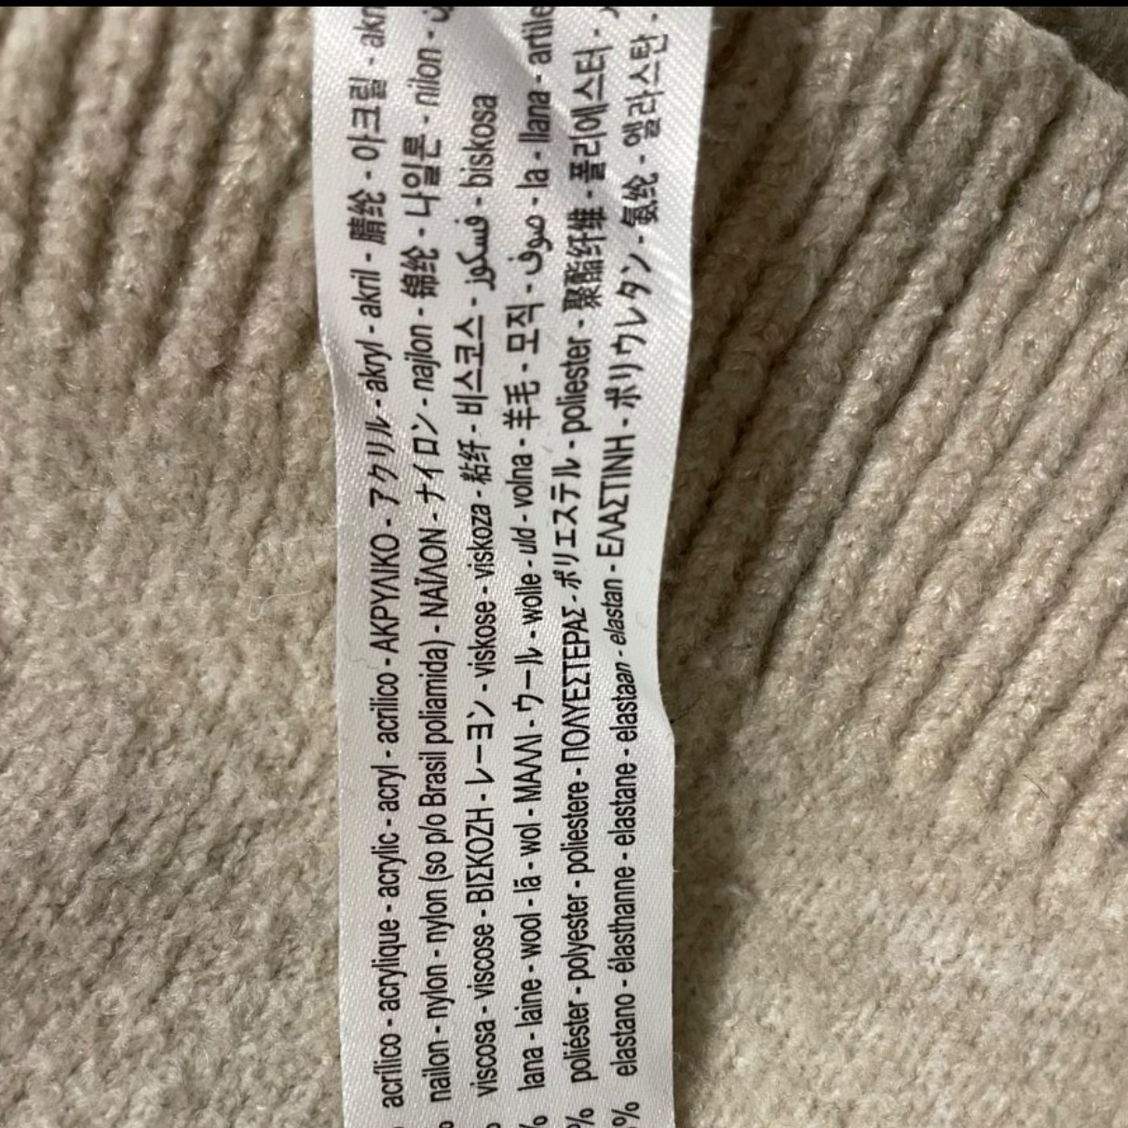 acrílico - acrylique - acrylic - acryl - acrilico - ΑΚΡΥΛΙΚΟ - アクリル - akryl - akril - 腈纶 - 아크릴
nailon - nylon - nylon (so p/o Brasil poliamida) - ΝΑΪΛΟΝ - ナイロン - najlon - 锦纶 - 나일론 - nilon
viscosa - viscose - ΒΙΣΚΟΖΗ - レーヨン - viskose - viskoza - 粘纤 - 비스코스 - فسكوز - biskosa
% lana - laine - wool - lã - wol - ΜΑΛΛΙ - ウール - wolle - uld - volna - 羊毛 - 모직 - صوف - la - llana
% poliéster - polyester - poliestere - ΠΟΛΥΕΣΤΕΡΑΣ - ポリエステル - poliester - 聚酯纤维 - 폴리에스터 -
% elastano - élasthanne - elastane - elastaan - elastan - ΕΛΑΣΤΙΝΗ - ポリウレタン - 氨纶 - 엘라스탄 -